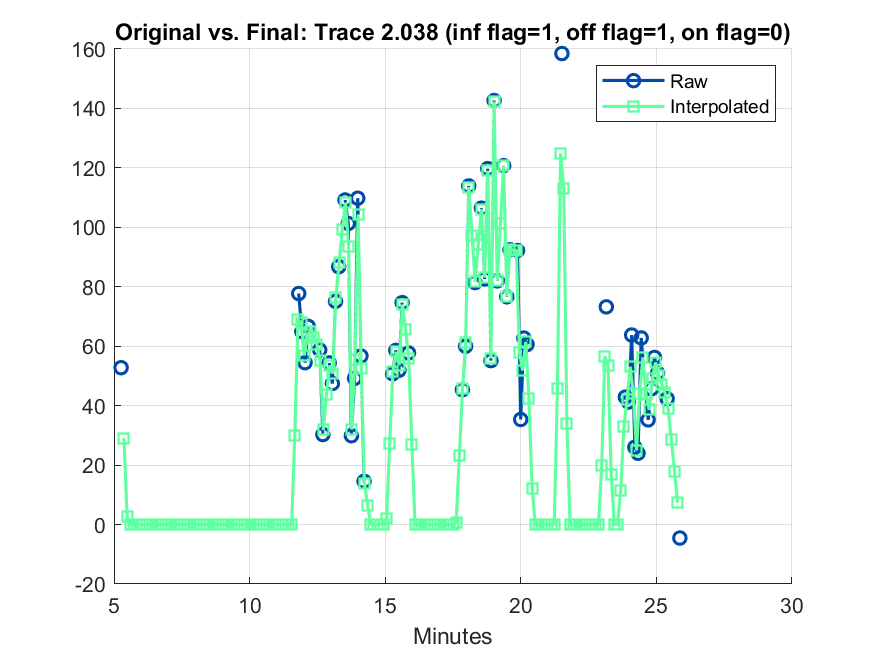 Original vs. Final: Trace 2.038 (inf flag=1, off flag=1, on flag=0)
160
140
120
100
80
60
40
20
0
-20
Raw
Interpolated
5 10 15 20 25 30
Minutes